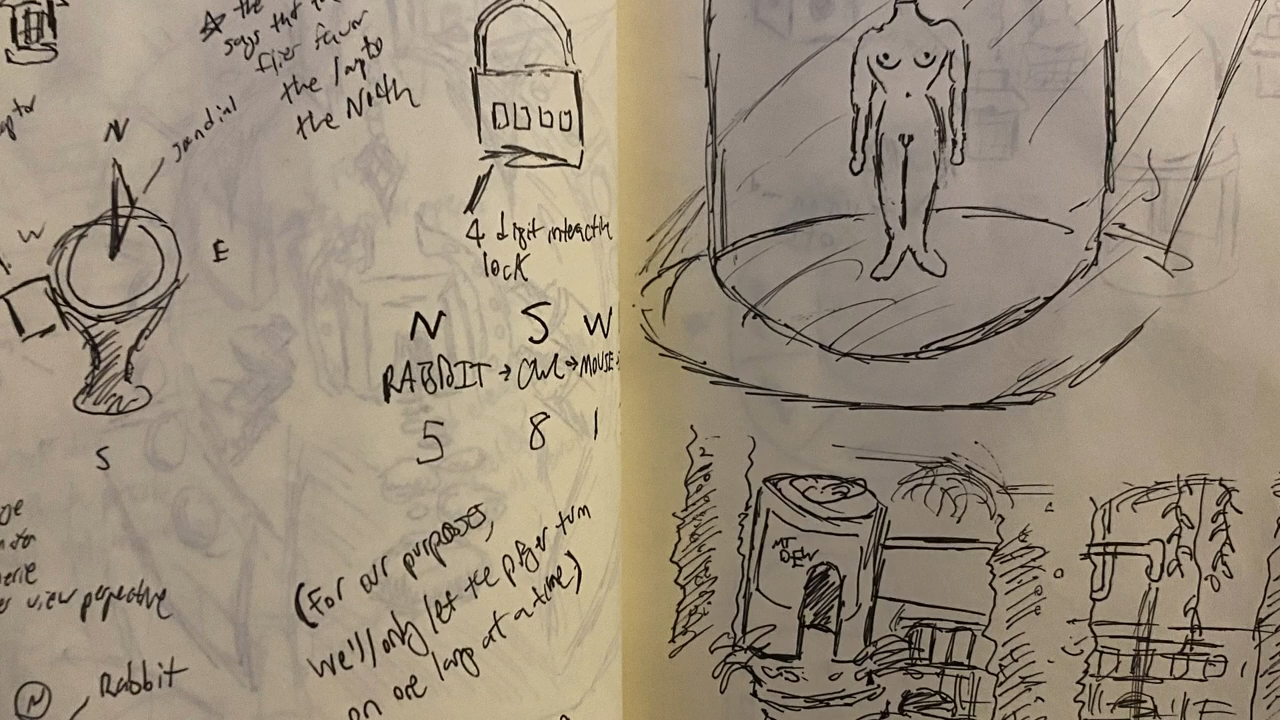 ☆ the
says that
flier favor
the lamp to
the North
N
sundial
W
E
S
4 digit interactive
lock
N S W
RABBIT → OWL → MOUSE
5 8 1
(For our purposes,
we'll only let the player turn
on one lamp at a time)
view perspective
N
Rabbit
MT
DEW